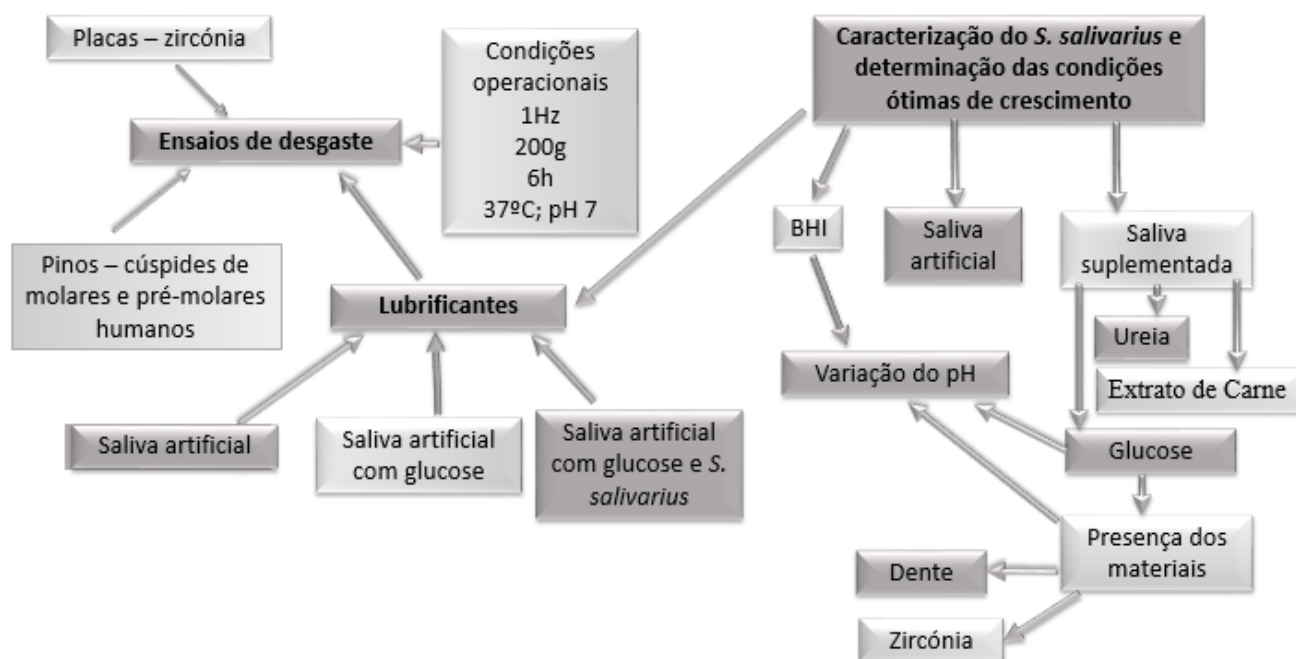 Placas – zircónia
Ensaios de desgaste
Condições
operacionais
1Hz
200g
6h
37ºC; pH 7
Pinos – cúspides de
molares e pré-molares
humanos
Lubrificantes
Saliva artificial
Saliva artificial
com glucose
Saliva artificial
com glucose e S.
salivarius
Caracterização do S. salivarius e
determinação das condições
ótimas de crescimento
BHI
Saliva
artificial
Saliva
suplementada
Ureia
Extrato de Carne
Variação do pH
Glucose
Presença dos
materiais
Dente
Zircónia